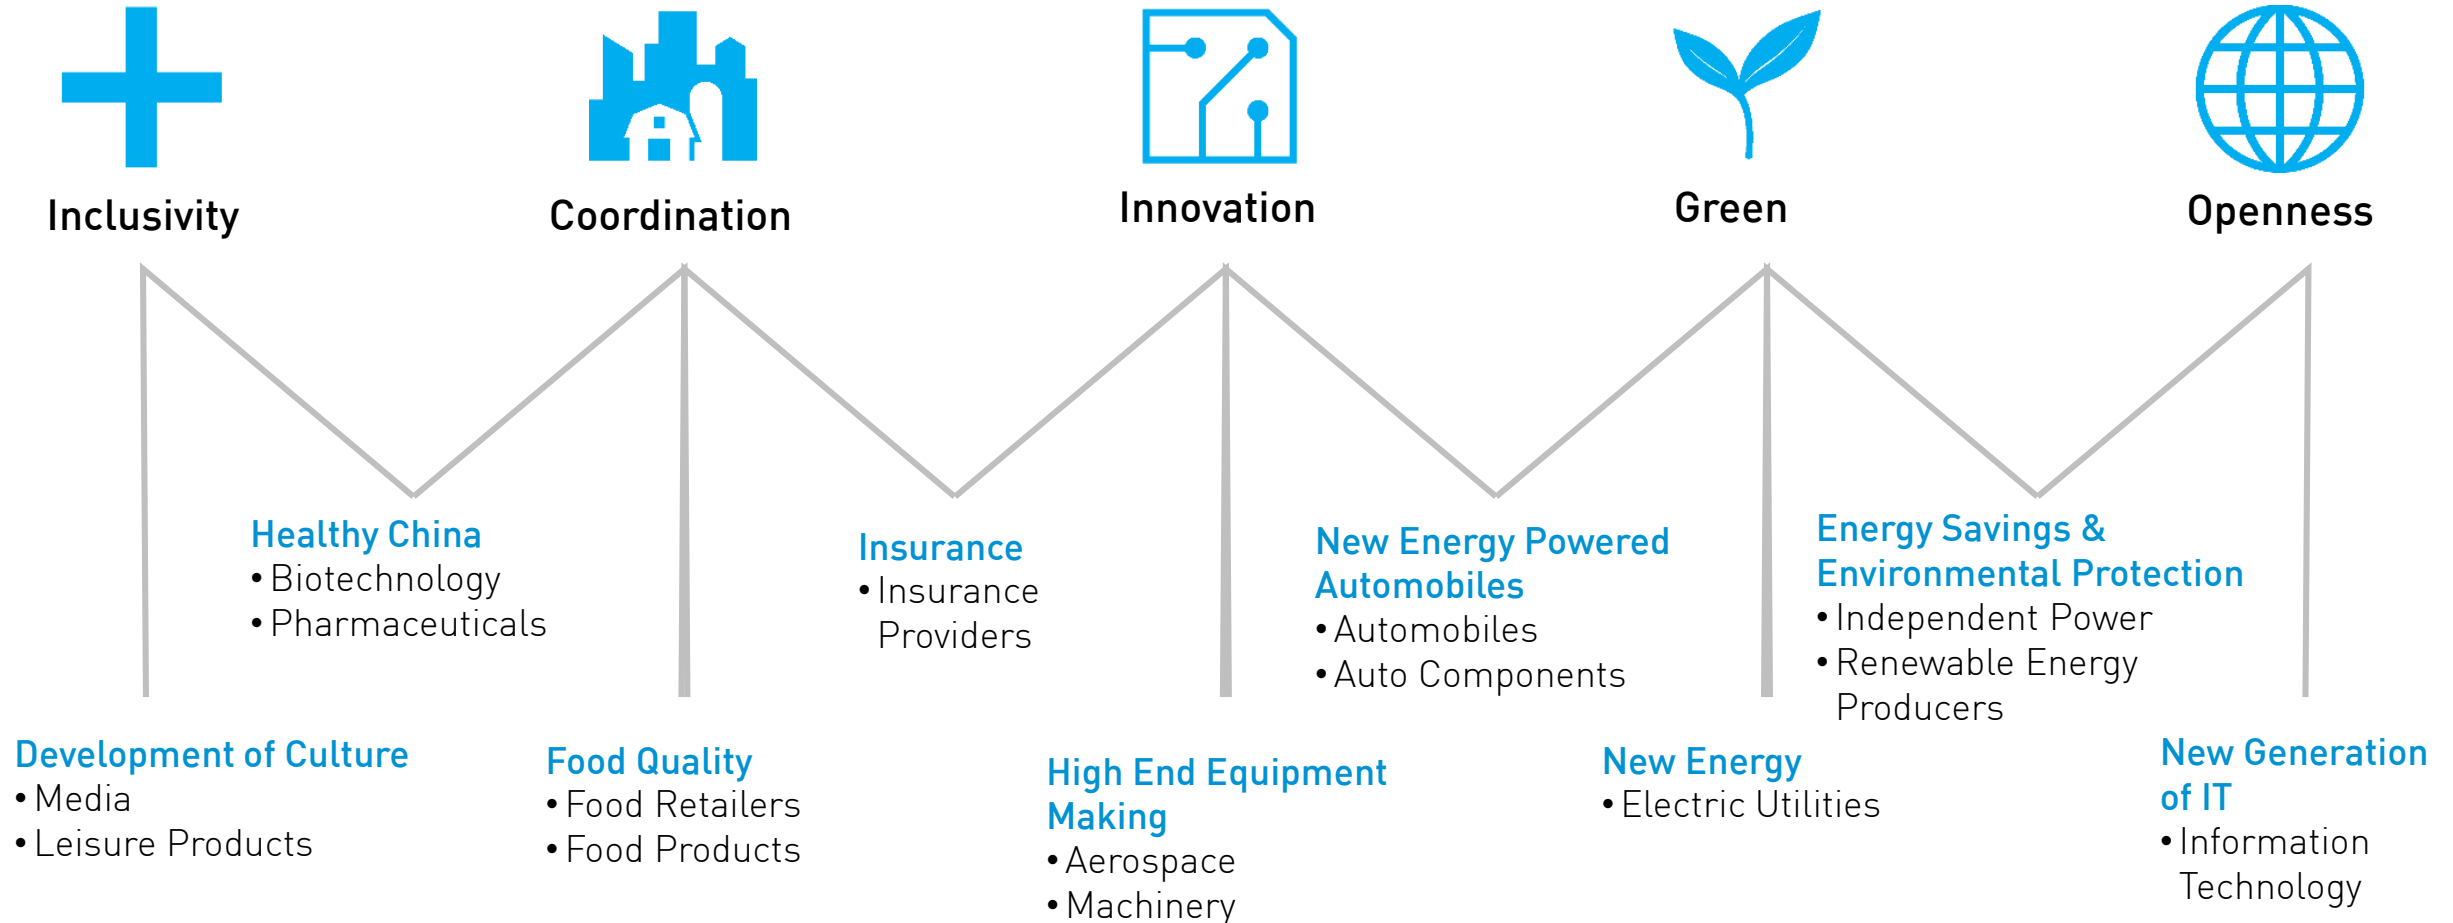 Inclusivity
Coordination
Innovation
Green
Openness
Healthy China
• Biotechnology
• Pharmaceuticals
Insurance
• Insurance
Providers
New Energy Powered
Automobiles
• Automobiles
• Auto Components
Energy Savings &
Environmental Protection
• Independent Power
• Renewable Energy
Producers
Development of Culture
• Media
• Leisure Products
Food Quality
• Food Retailers
• Food Products
High End Equipment
Making
• Aerospace
• Machinery
New Energy
• Electric Utilities
New Generation
of IT
• Information
Technology